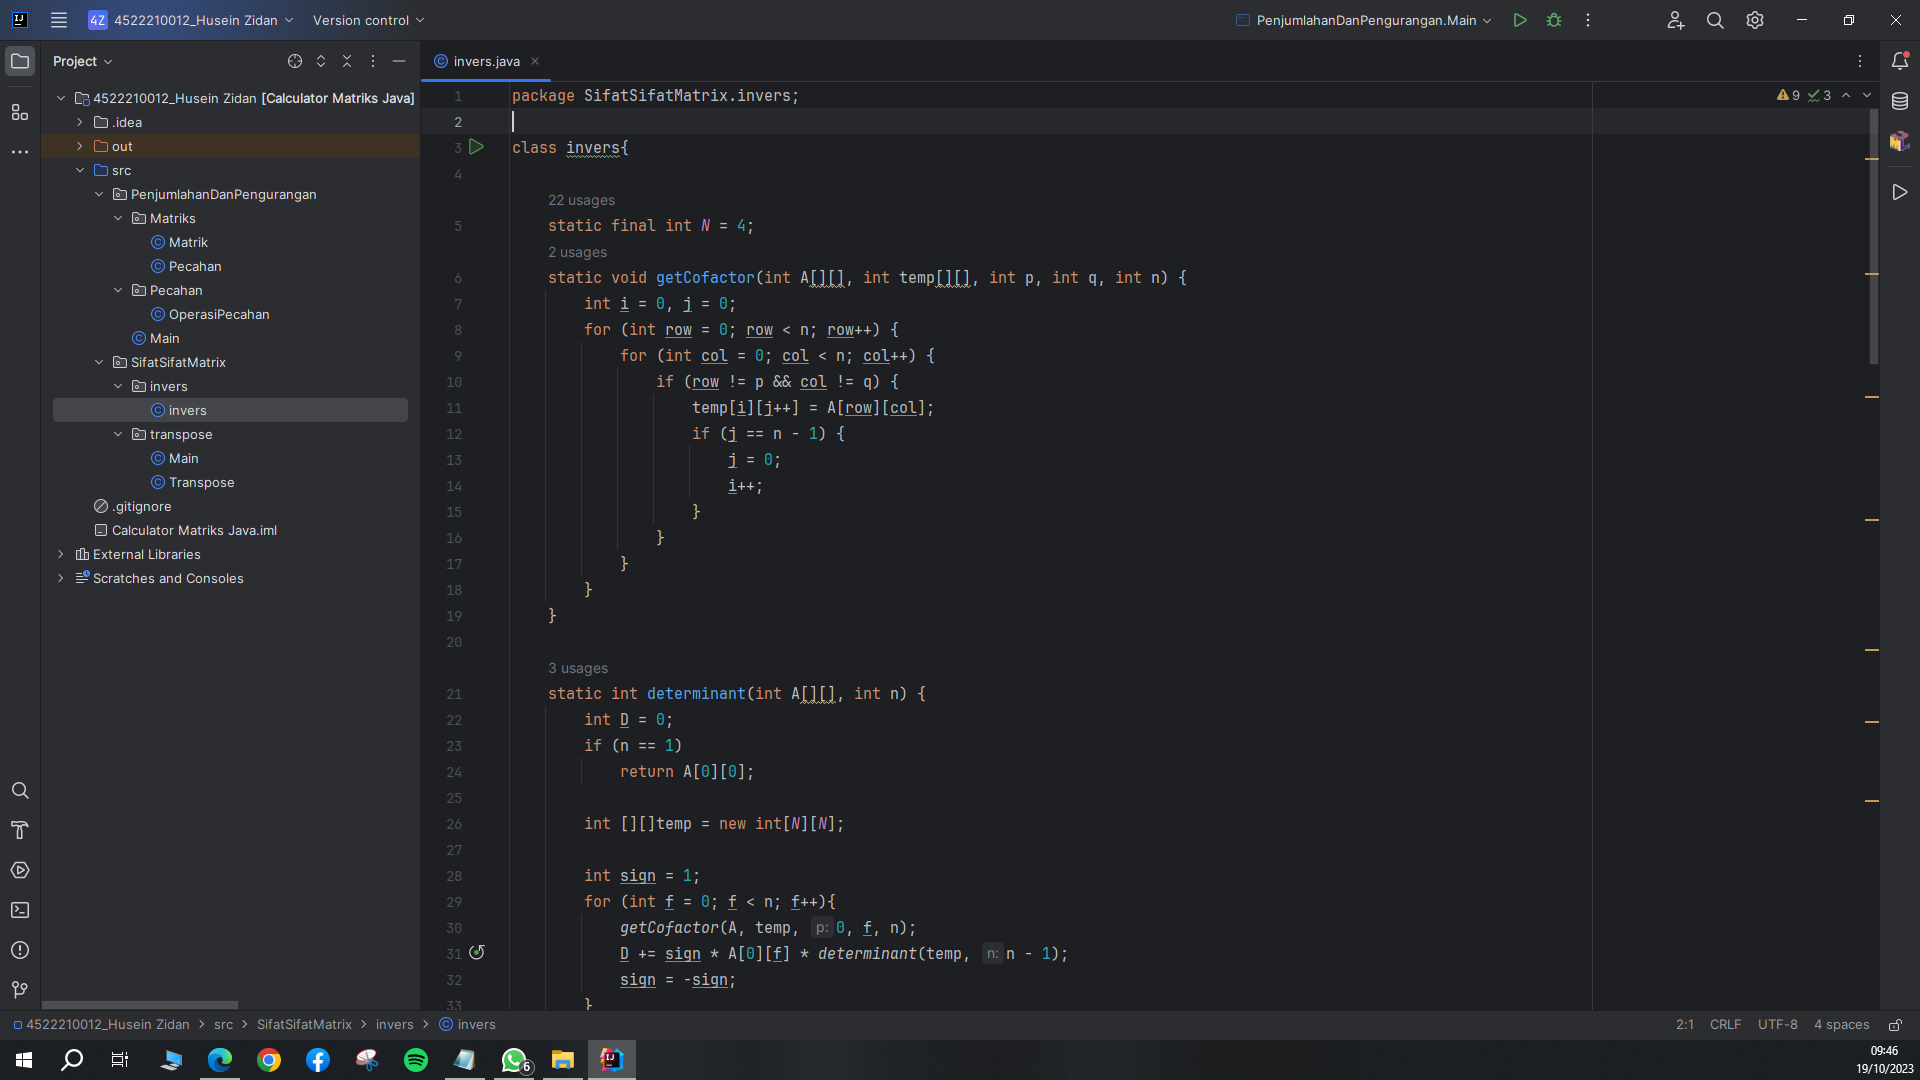 4Z 4522210012_Husein Zidan
Version control
PenjumlahanDanPengurangan.Main
Project
invers.java
4522210012_Husein Zidan [Calculator Matriks Java]
.idea
out
src
PenjumlahanDanPengurangan
Matriks
Matrik
Pecahan
Pecahan
OperasiPecahan
Main
SifatSifatMatrix
invers
invers
transpose
Main
Transpose
.gitignore
Calculator Matriks Java.iml
External Libraries
Scratches and Consoles
9 3
1 package SifatSifatMatrix.invers;
2
3 class invers{
4
22 usages
5 static final int N = 4;
2 usages
6 static void getCofactor(int A[][], int temp[][], int p, int q, int n) {
7 int i = 0, j = 0;
8 for (int row = 0; row < n; row++) {
9 for (int col = 0; col < n; col++) {
10 if (row != p && col != q) {
11 temp[i][j++] = A[row][col];
12 if (j == n - 1) {
13 j = 0;
14 i++;
15 }
16 }
17 }
18 }
19 }
20
3 usages
21 static int determinant(int A[][], int n) {
22 int D = 0;
23 if (n == 1)
24 return A[0][0];
25
26 int [][]temp = new int[N][N];
27
28 int sign = 1;
29 for (int f = 0; f < n; f++){
30 getCofactor(A, temp, p: 0, f, n);
31 D += sign * A[0][f] * determinant(temp, n: n - 1);
32 sign = -sign;
33 }
4522210012_Husein Zidan > src > SifatSifatMatrix > invers > invers
2:1 CRLF UTF-8 4 spaces
6
09:46
19/10/2023